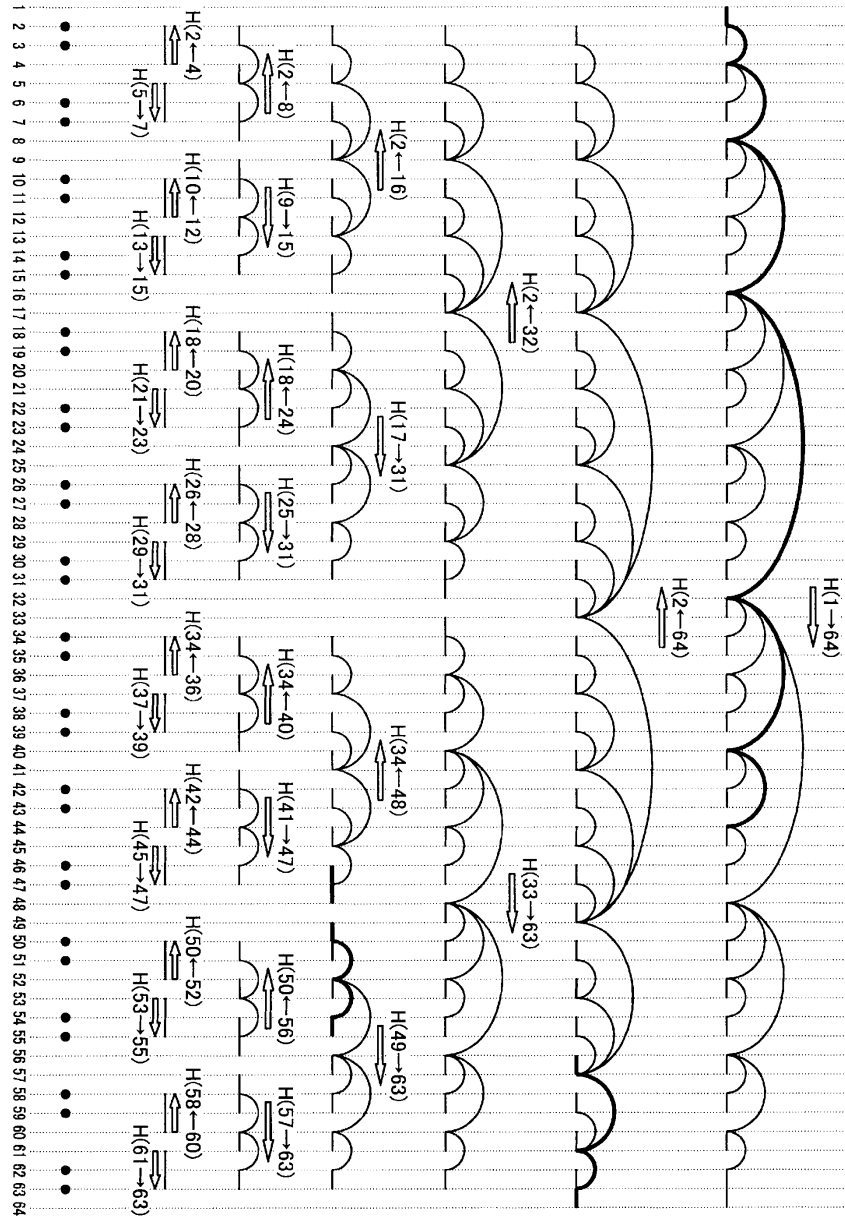 1
2
3
4
5
6
7
8
9
10
11
12
13
14
15
16
17
18
19
20
21
22
23
24
25
26
27
28
29
30
31
32
33
34
35
36
37
38
39
40
41
42
43
44
45
46
47
48
49
50
51
52
53
54
55
56
57
58
59
60
61
62
63
64
H(2←4)
H(5→7)
H(10←12)
H(13→15)
H(18←20)
H(21→23)
H(26←28)
H(29→31)
H(34←36)
H(37→39)
H(42←44)
H(45→47)
H(50←52)
H(53→55)
H(58←60)
H(61→63)
H(2←8)
H(9→15)
H(18←24)
H(25→31)
H(34←40)
H(41→47)
H(50←56)
H(57→63)
H(2←16)
H(17→31)
H(34←48)
H(49→63)
H(2←32)
H(33→63)
H(2←64)
H(1→64)